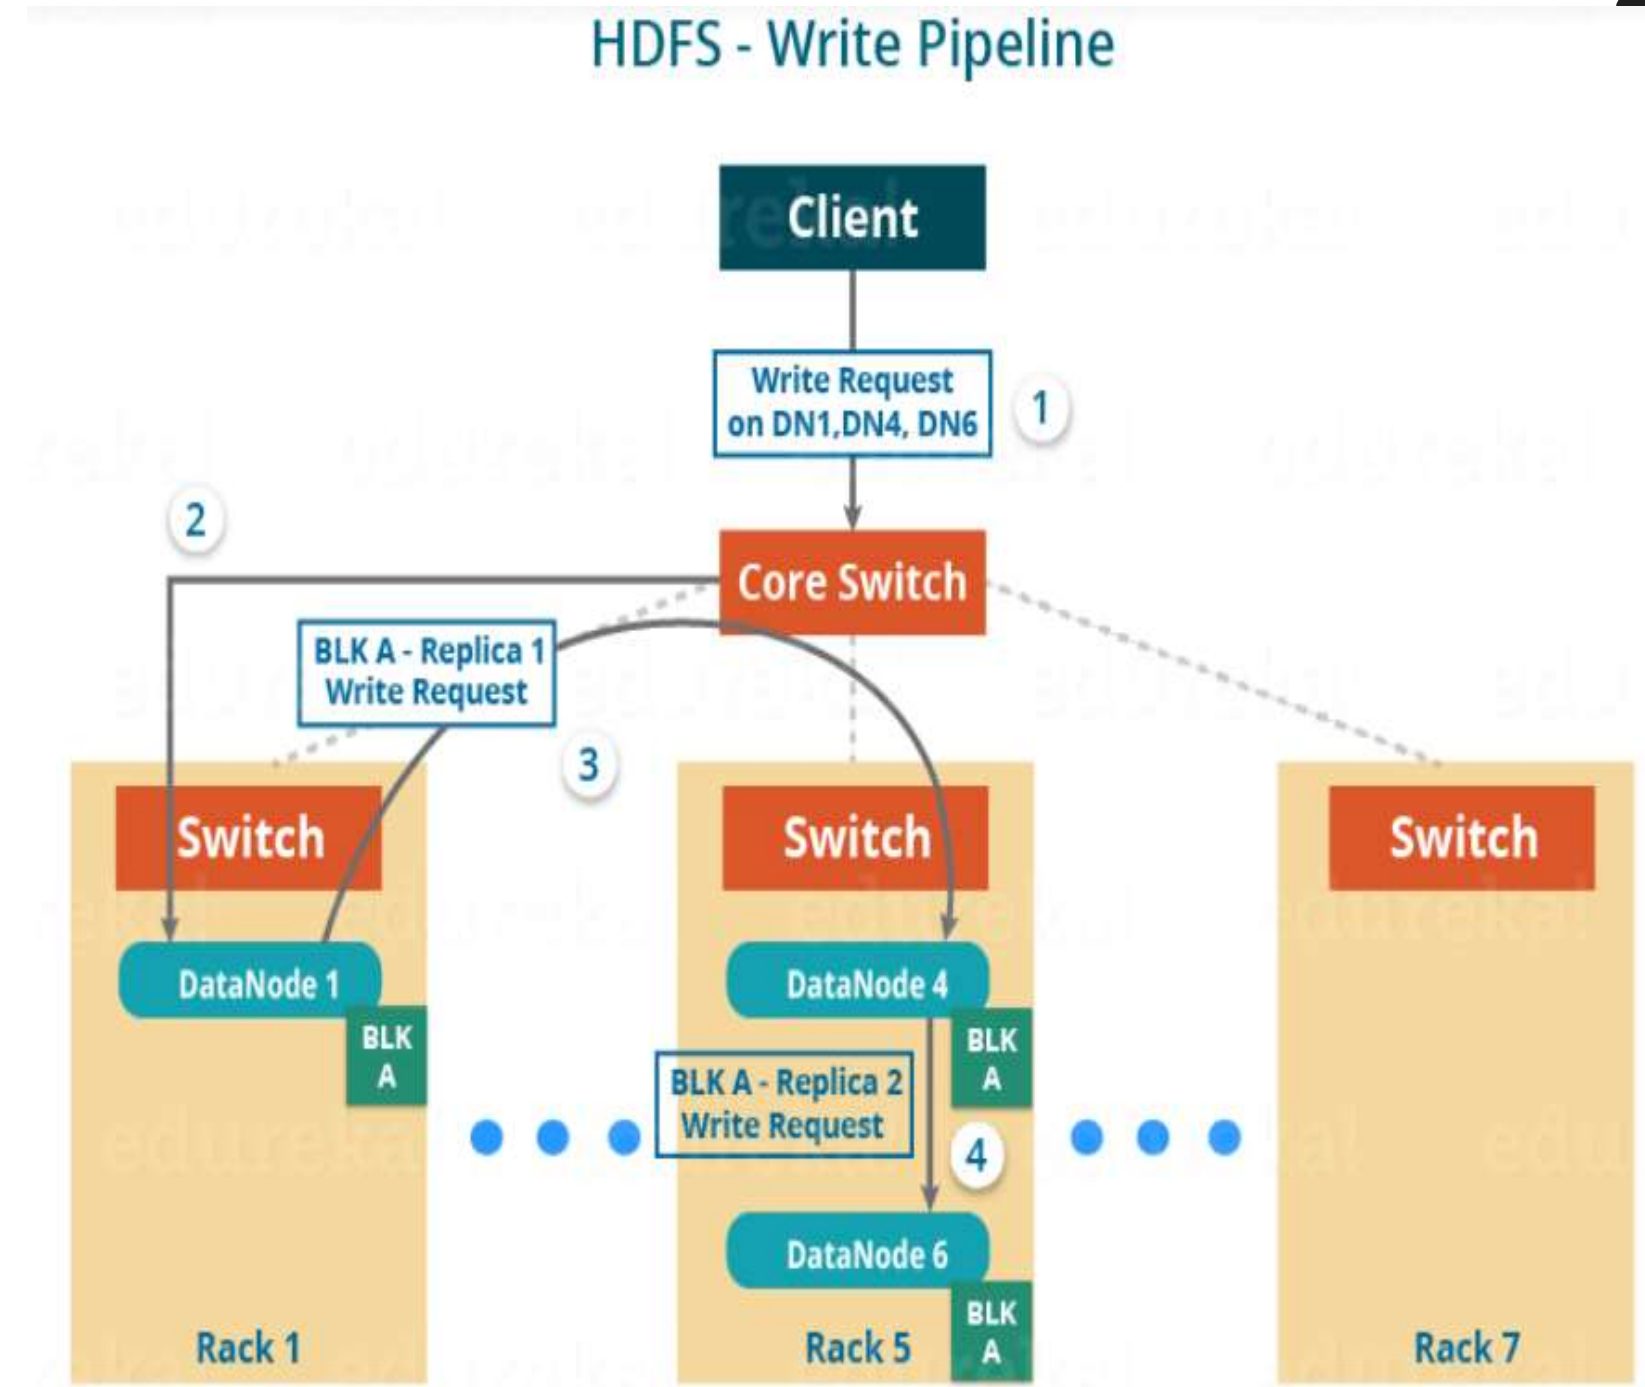 HDFS - Write Pipeline
Client
Write Request
on DN1,DN4, DN6
1
2
Core Switch
BLK A - Replica 1
Write Request
3
Switch
Switch
Switch
DataNode 1
DataNode 4
BLK
A
BLK
A
BLK A - Replica 2
Write Request
4
DataNode 6
BLK
A
Rack 1
Rack 5
Rack 7
edureka!